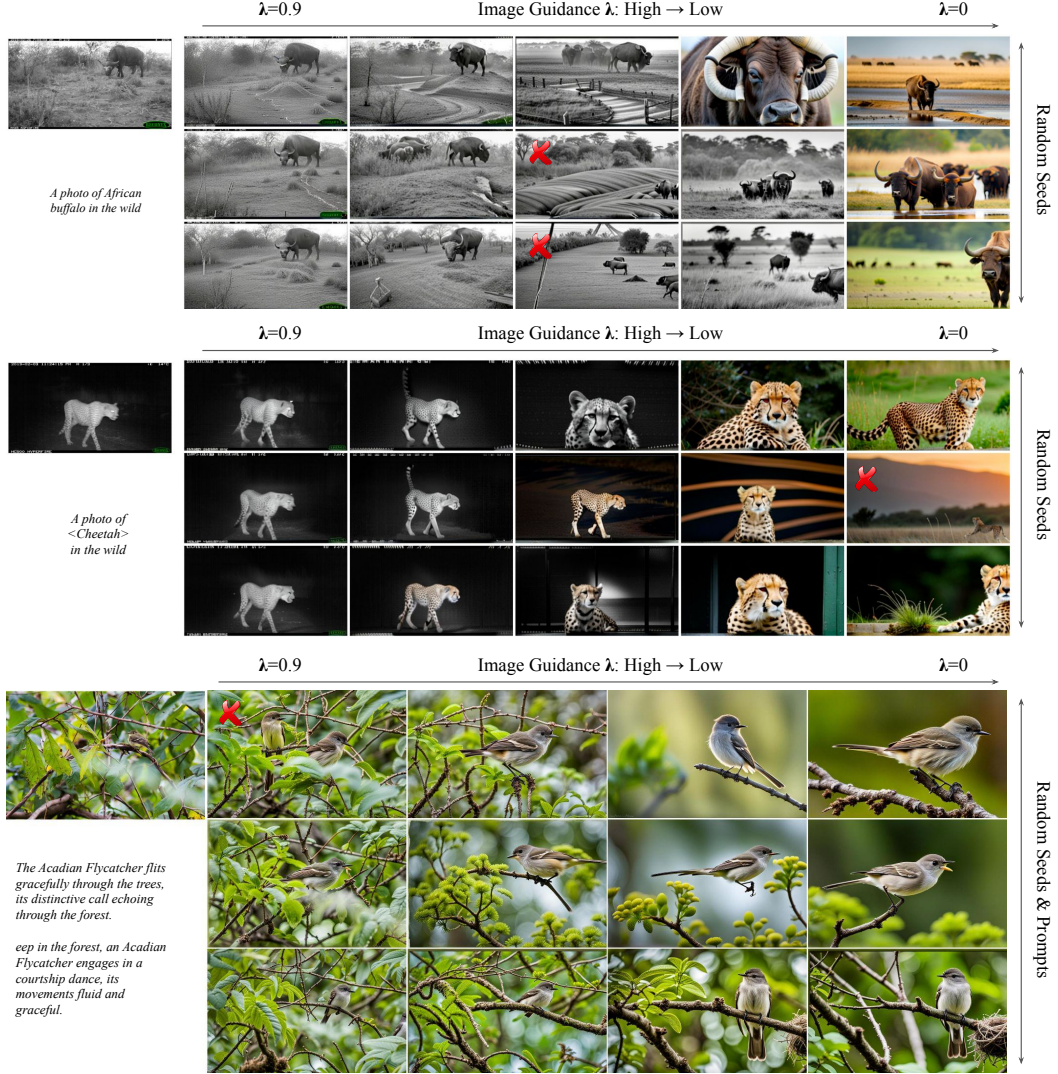 λ=0.9 Image Guidance λ: High → Low λ=0
A photo of African
buffalo in the wild
Random Seeds
λ=0.9 Image Guidance λ: High → Low λ=0
A photo of
<Cheetah>
in the wild
Random Seeds
λ=0.9 Image Guidance λ: High → Low λ=0
The Acadian Flycatcher flits
gracefully through the trees,
its distinctive call echoing
through the forest.
eep in the forest, an Acadian
Flycatcher engages in a
courtship dance, its
movements fluid and
graceful.
Random Seeds & Prompts